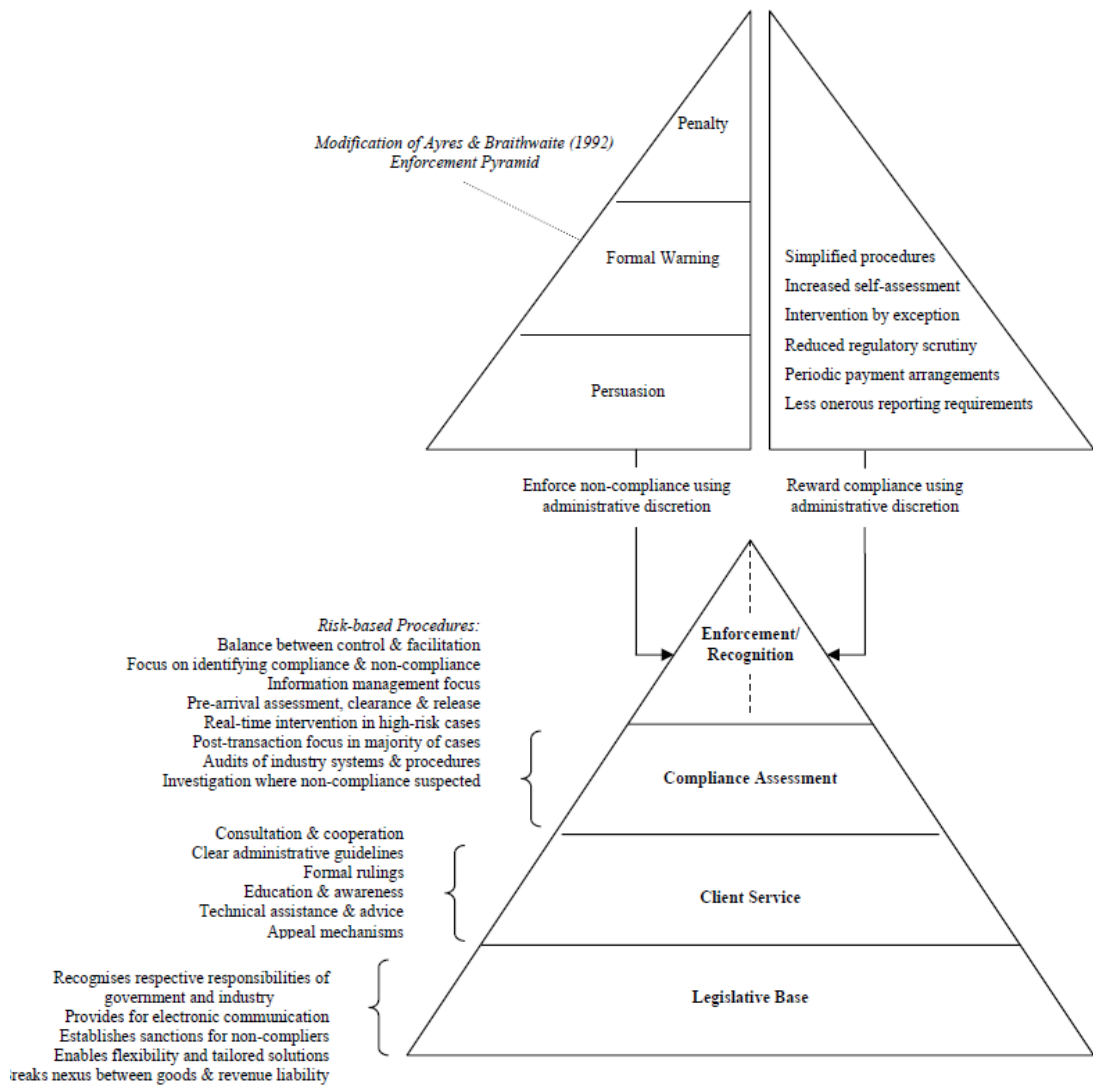 Penalty
Modification of Ayres & Braithwaite (1992)
Enforcement Pyramid
Formal Warning
Persuasion
Simplified procedures
Increased self-assessment
Intervention by exception
Reduced regulatory scrutiny
Periodic payment arrangements
Less onerous reporting requirements
Enforce non-compliance using
administrative discretion
Reward compliance using
administrative discretion
Enforcement/
Recognition
Risk-based Procedures:
Balance between control & facilitation
Focus on identifying compliance & non-compliance
Information management focus
Pre-arrival assessment, clearance & release
Real-time intervention in high-risk cases
Post-transaction focus in majority of cases
Audits of industry systems & procedures
Investigation where non-compliance suspected
Compliance Assessment
Consultation & cooperation
Clear administrative guidelines
Formal rulings
Education & awareness
Technical assistance & advice
Appeal mechanisms
Client Service
Recognises respective responsibilities of
government and industry
Provides for electronic communication
Establishes sanctions for non-compliers
Enables flexibility and tailored solutions
nexus between goods & revenue liability
Legislative Base